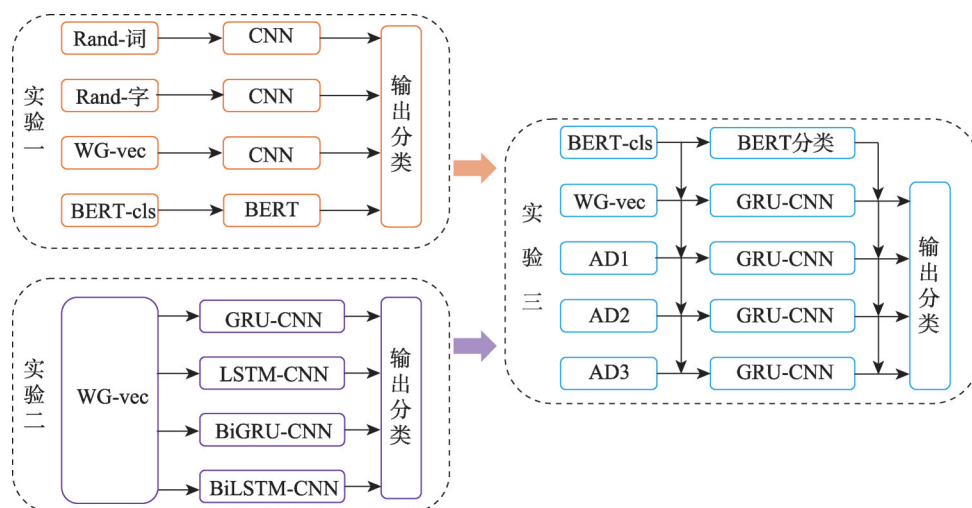 实验一
Rand-词
CNN
Rand-字
CNN
WG-vec
CNN
BERT-cls
BERT
输出分类
实验二
WG-vec
GRU-CNN
LSTM-CNN
BiGRU-CNN
BiLSTM-CNN
输出分类
实验三
BERT-cls
BERT分类
WG-vec
GRU-CNN
AD1
GRU-CNN
AD2
GRU-CNN
AD3
GRU-CNN
输出分类